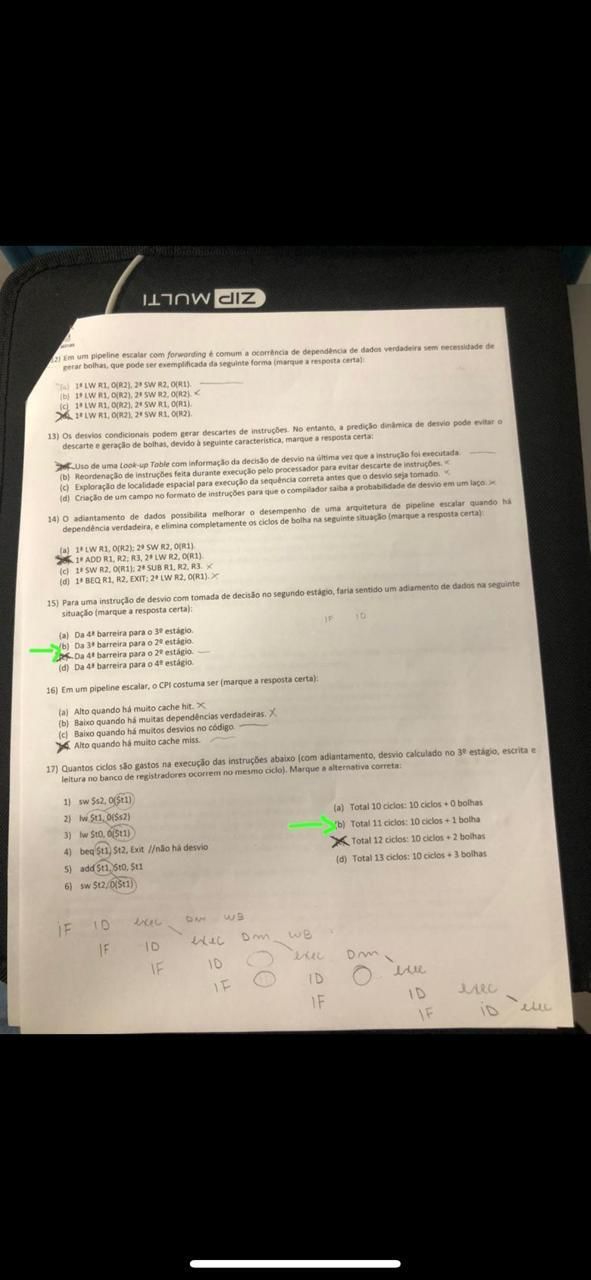 ZIP MULTI
12) Em um pipeline escalar com forwarding é comum a ocorrência de dependência de dados verdadeira sem necessidade de
gerar bolhas, que pode ser exemplificada da seguinte forma (marque a resposta certa):
(a) 1ª LW R1, 0(R2), 2ª SW R2, 0(R1).
(b) 1ª LW R1, 0(R2), 2ª SW R2, 0(R2).
(c) 1ª LW R1, 0(R2), 2ª SW R1, 0(R1).
1ª LW R1, 0(R2), 2ª SW R1, 0(R2).
13) Os desvios condicionais podem gerar descartes de instruções. No entanto, a predição dinâmica de desvio pode evitar o
descarte e geração de bolhas, devido à seguinte característica, marque a resposta certa:
Uso de uma Look-up Table com informação da decisão de desvio na última vez que a instrução foi executada.
(b) Reordenação de instruções feita durante execução pelo processador para evitar descarte de instruções.
(c) Exploração de localidade espacial para execução da sequência correta antes que o desvio seja tomado.
(d) Criação de um campo no formato de instruções para que o compilador saiba a probabilidade de desvio em um laço.
14) O adiantamento de dados possibilita melhorar o desempenho de uma arquitetura de pipeline escalar quando há
dependência verdadeira, e elimina completamente os ciclos de bolha na seguinte situação (marque a resposta certa):
(a) 1ª LW R1, 0(R2); 2ª SW R2, 0(R1)
1ª ADD R1, R2; R3, 2ª LW R2, 0(R1).
(c) 1ª SW R2, 0(R1); 2ª SUB R1, R2, R3.
(d) 1ª BEQ R1, R2, EXIT; 2ª LW R2, 0(R1).
15) Para uma instrução de desvio com tomada de decisão no segundo estágio, faria sentido um adiamento de dados na seguinte
situação (marque a resposta certa):
IF ID
(a) Da 4ª barreira para o 3º estágio.
(b) Da 3ª barreira para o 2º estágio.
Da 4ª barreira para o 2º estágio.
(d) Da 4ª barreira para o 4º estágio.
16) Em um pipeline escalar, o CPI costuma ser (marque a resposta certa):
(a) Alto quando há muito cache hit.
(b) Baixo quando há muitas dependências verdadeiras.
(c) Baixo quando há muitos desvios no código.
Alto quando há muito cache miss.
17) Quantos ciclos são gastos na execução das instruções abaixo (com adiantamento, desvio calculado no 3º estágio, escrita e
leitura no banco de registradores ocorrem no mesmo ciclo). Marque a alternativa correta:
1) sw $s2, 0($t1)
2) lw $t1, 0($s2)
3) lw $t0, 0($t1)
4) beq $t1, $t2, Exit //não há desvio
5) add $t1, $t0, $t1
6) sw $t2, 0($t1)
(a) Total 10 ciclos: 10 ciclos + 0 bolhas
(b) Total 11 ciclos: 10 ciclos + 1 bolha
Total 12 ciclos: 10 ciclos + 2 bolhas
(d) Total 13 ciclos: 10 ciclos + 3 bolhas
IF ID exec Dm WB
IF ID exec Dm WB
IF ID exec Dm
IF ID exec
IF ID exec
IF ID exec